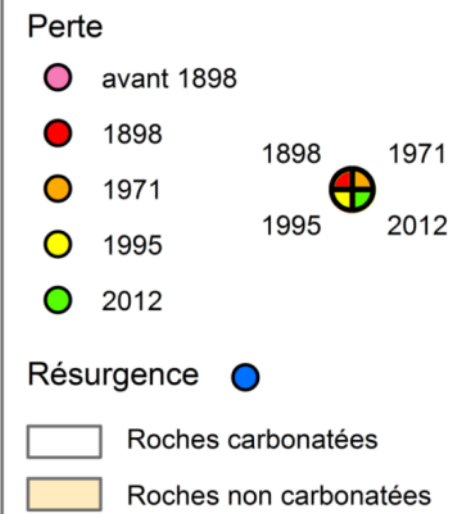 Perte
avant 1898
1898
1971
1995
2012
1898 1971
1995 2012
Résurgence
Roches carbonatées
Roches non carbonatées